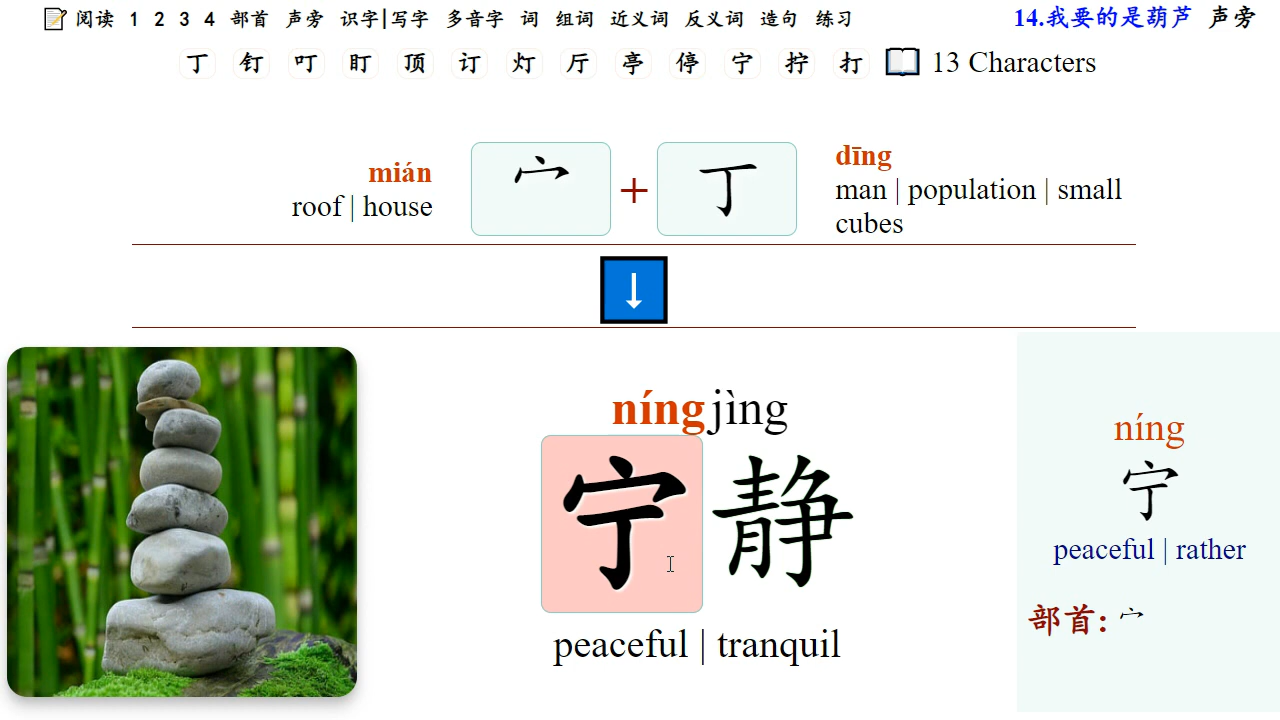 📝 阅读 1 2 3 4 部首 声旁 识字|写字 多音字 词 组词 近义词 反义词 造句 练习 14.我要的是葫芦 声旁
丁 钉 叮 盯 顶 订 灯 厅 亭 停 宁 拧 打 📖 13 Characters
mián
roof | house
宀 + 丁
dīng
man | population | small
cubes
↓
níng jìng
宁静
peaceful | tranquil
níng
宁
peaceful | rather
部首: 宀